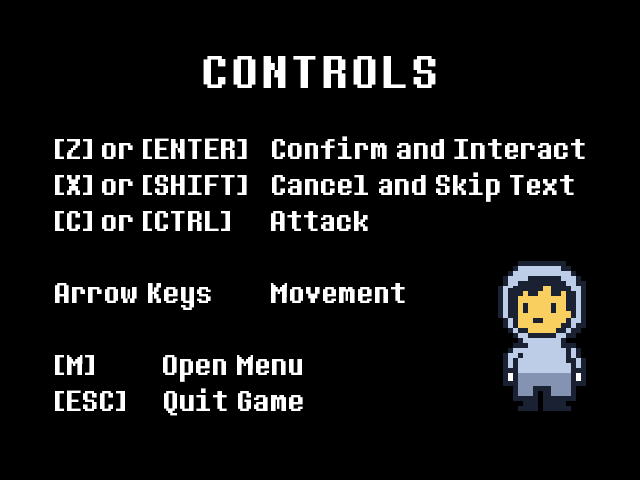 CONTROLS
[Z] or [ENTER] Confirm and Interact
[X] or [SHIFT] Cancel and Skip Text
[C] or [CTRL] Attack
Arrow Keys Movement
[M] Open Menu
[ESC] Quit Game